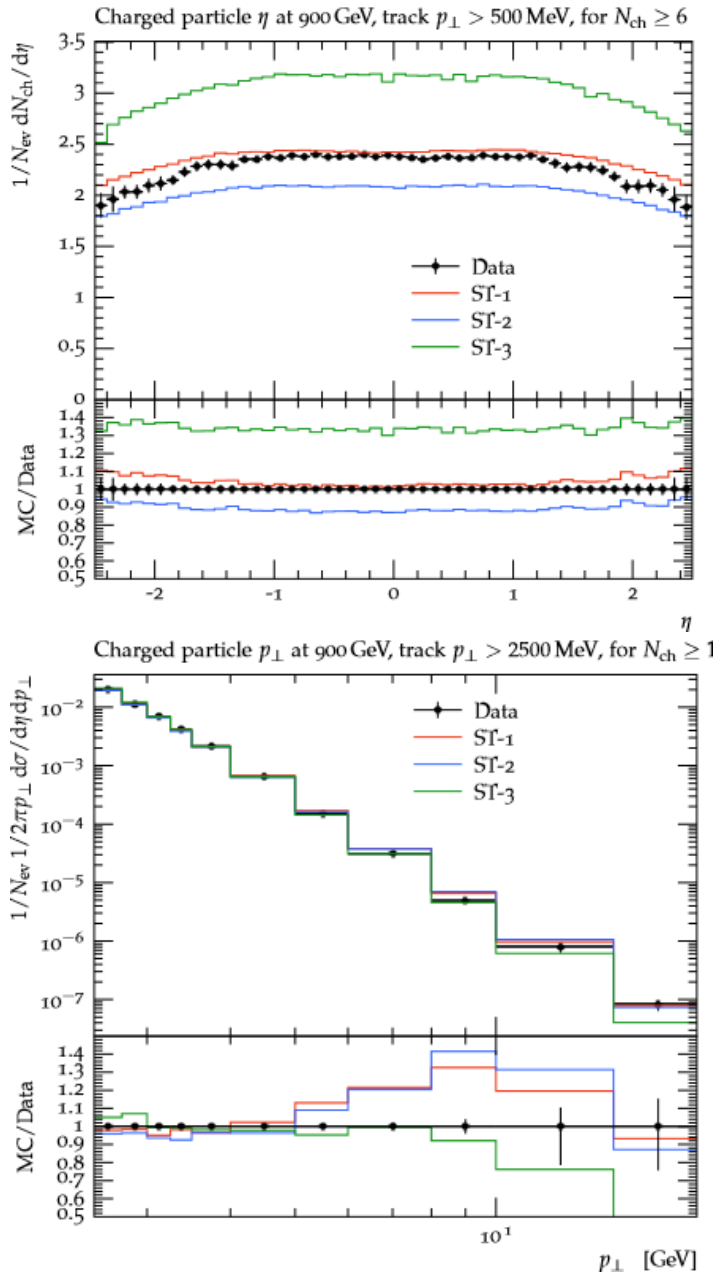 Charged particle η at 900 GeV, track p⊥ > 500 MeV, for Nch ≥ 6
1/Nev dNch/dη
3.5
3
2.5
2
1.5
1
0.5
0
Data
ST-1
ST-2
ST-3
MC/Data
1.4
1.3
1.2
1.1
1.0
0.9
0.8
0.7
0.6
0.5
-2 -1 0 1 2
η
Charged particle p⊥ at 900 GeV, track p⊥ > 2500 MeV, for Nch ≥ 1
1/Nev 1/2πp⊥ dσ/dηdp⊥
10⁻²
10⁻³
10⁻⁴
10⁻⁵
10⁻⁶
10⁻⁷
Data
ST-1
ST-2
ST-3
MC/Data
1.4
1.3
1.2
1.1
1
0.9
0.8
0.7
0.6
0.5
10¹
p⊥ [GeV]